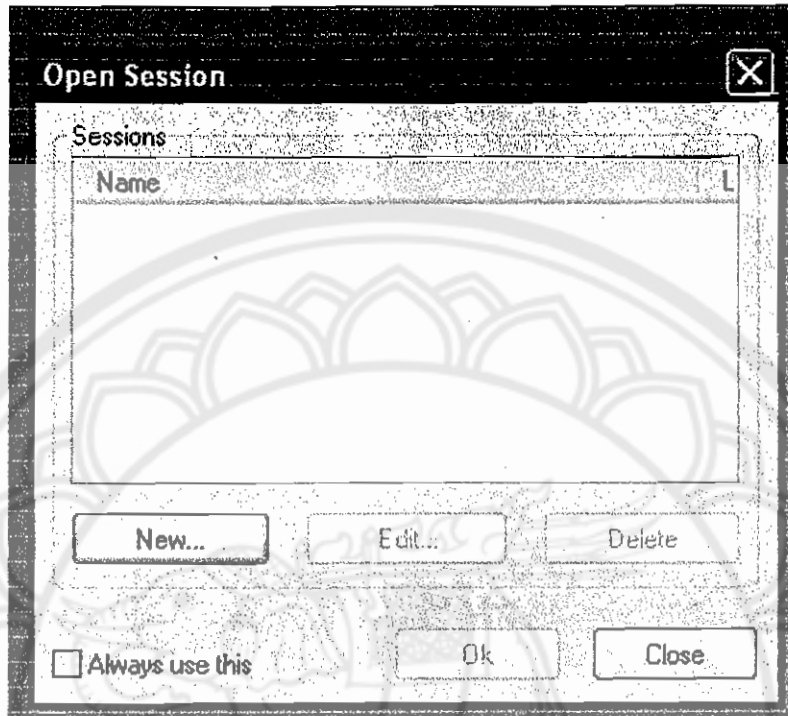 Open Session
Sessions
Name L
New... Edit... Delete
Always use this Ok Close